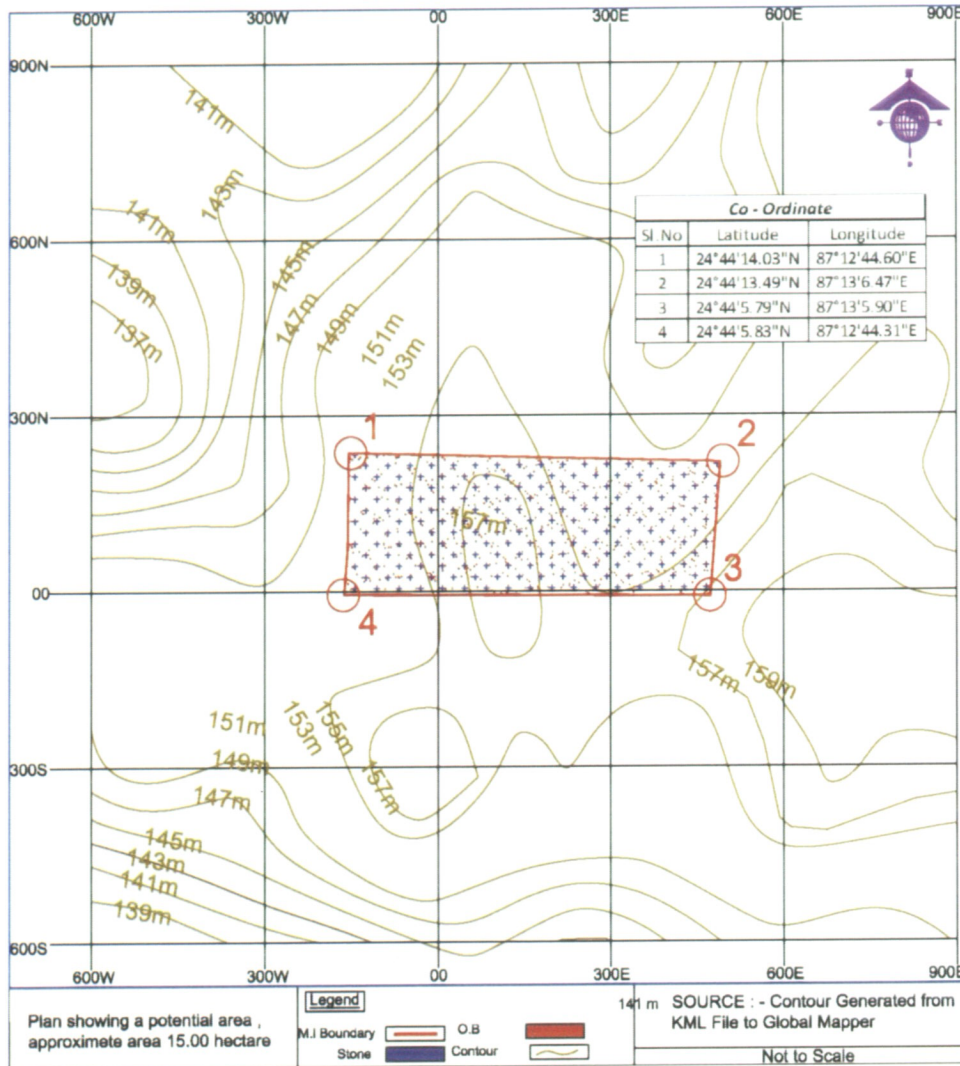 600W 300W 00 300E 600E 900E
900N
141m
143m
141m
Co - Ordinate
Sl.No Latitude Longitude
1 24°44'14.03"N 87°12'44.60"E
2 24°44'13.49"N 87°13'6.47"E
3 24°44'5.79"N 87°13'5.90"E
4 24°44'5.83"N 87°12'44.31"E
600N
145m
139m
147m
149m
137m
151m
153m
300N
1
2
157m
00
3
4
157m
159m
151m
153m
155m
149m
300S
157m
147m
145m
143m
141m
139m
600S
600W 300W 00 300E 600E 900E
Plan showing a potential area ,
approximete area 15.00 hectare
Legend
M.I Boundary O.B
Stone Contour
141 m
SOURCE : - Contour Generated from
KML File to Global Mapper
Not to Scale